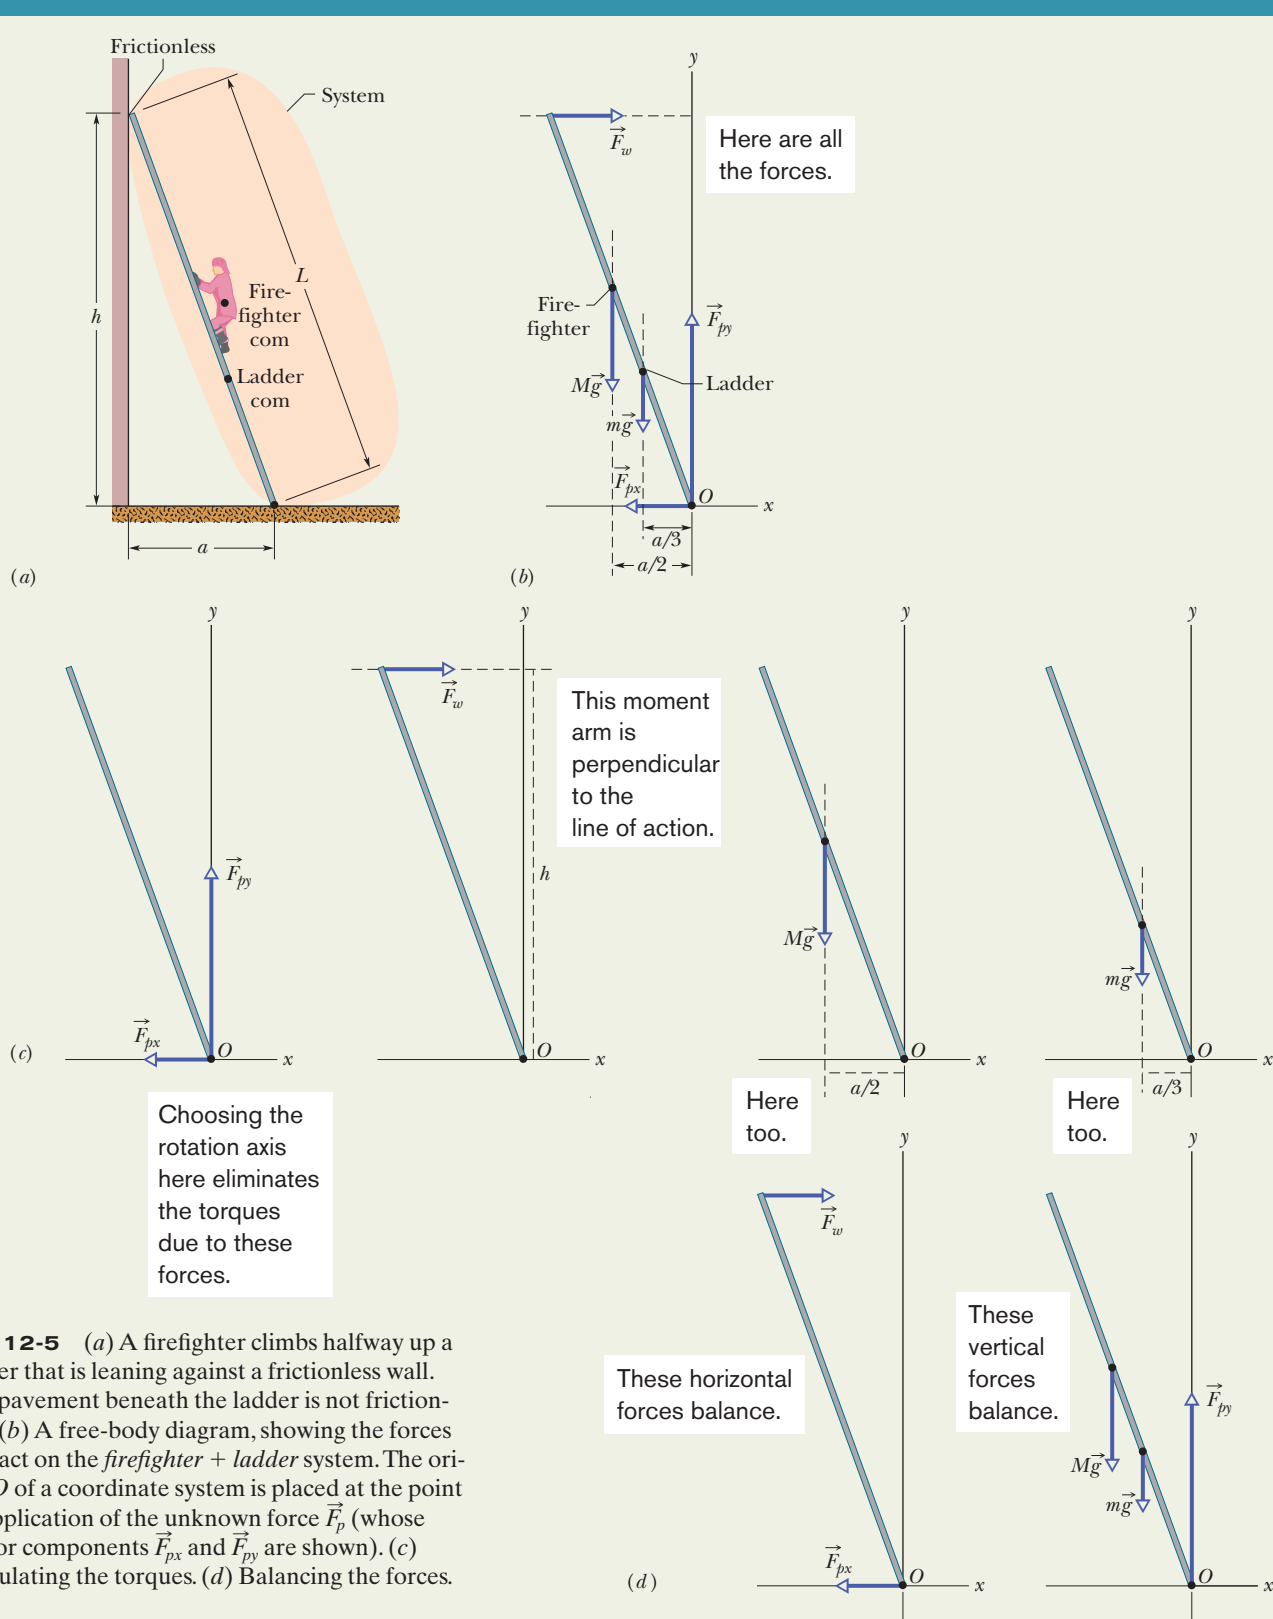 Frictionless
System
h
L
Fire-
fighter
com
Ladder
com
a
(a)
y
F⃗w
Here are all
the forces.
Fire-
fighter
F⃗py
Mg⃗
Ladder
mg⃗
F⃗px
O
x
a/3
a/2
(b)
y
F⃗py
F⃗px
O
x
(c)
Choosing the
rotation axis
here eliminates
the torques
due to these
forces.
y
F⃗w
h
O
x
This moment
arm is
perpendicular
to the
line of action.
y
Mg⃗
O
x
a/2
Here
too.
y
mg⃗
O
x
a/3
Here
too.
y
F⃗w
These horizontal
forces balance.
F⃗px
O
x
(d)
y
These
vertical
forces
balance.
F⃗py
Mg⃗
mg⃗
O
x
12-5 (a) A firefighter climbs halfway up a
er that is leaning against a frictionless wall.
pavement beneath the ladder is not friction-
(b) A free-body diagram, showing the forces
act on the firefighter + ladder system. The ori-
O of a coordinate system is placed at the point
pplication of the unknown force F⃗p (whose
or components F⃗px and F⃗py are shown). (c)
ulating the torques. (d) Balancing the forces.